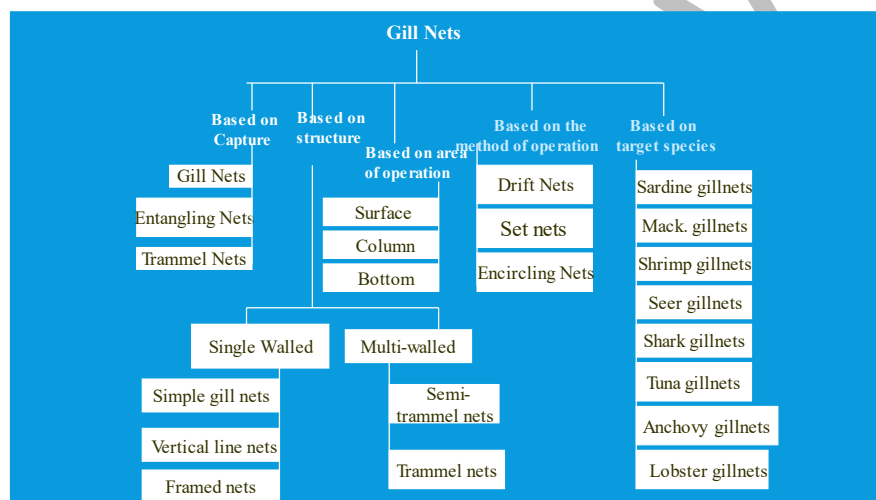 Gill Nets
Based on
Capture
Based on
structure
Based on area
of operation
Based on the
method of operation
Based on
target species
Gill Nets
Entangling Nets
Trammel Nets
Surface
Column
Bottom
Drift Nets
Set nets
Encircling Nets
Sardine gillnets
Mack. gillnets
Shrimp gillnets
Seer gillnets
Shark gillnets
Tuna gillnets
Anchovy gillnets
Lobster gillnets
Single Walled
Multi-walled
Simple gill nets
Vertical line nets
Framed nets
Semi-
trammel nets
Trammel nets